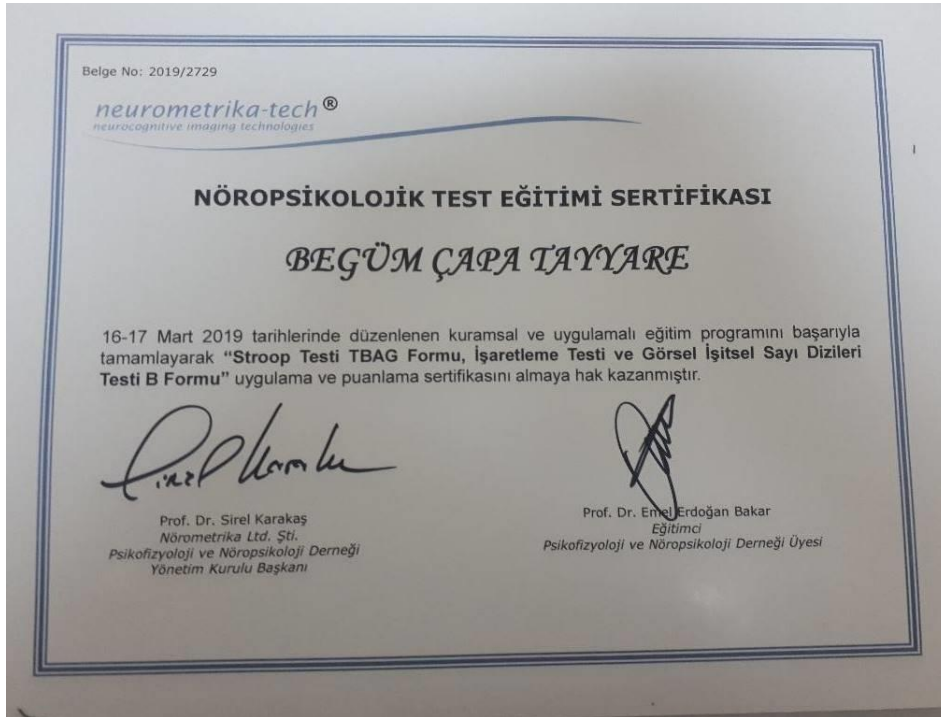 Belge No: 2019/2729
neurometrika-tech®
neurocognitive imaging technologies
NÖROPSİKOLOJİK TEST EĞİTİMİ SERTİFİKASI
BEGÜM ÇAPA TAYYARE
16-17 Mart 2019 tarihlerinde düzenlenen kuramsal ve uygulamalı eğitim programını başarıyla
tamamlayarak “Stroop Testi TBAG Formu, İşaretleme Testi ve Görsel İşitsel Sayı Dizileri
Testi B Formu” uygulama ve puanlama sertifikasını almaya hak kazanmıştır.
Prof. Dr. Sirel Karakaş
Nörometrika Ltd. Şti.
Psikofizyoloji ve Nöropsikoloji Derneği
Yönetim Kurulu Başkanı
Prof. Dr. Emel Erdoğan Bakar
Eğitimci
Psikofizyoloji ve Nöropsikoloji Derneği Üyesi